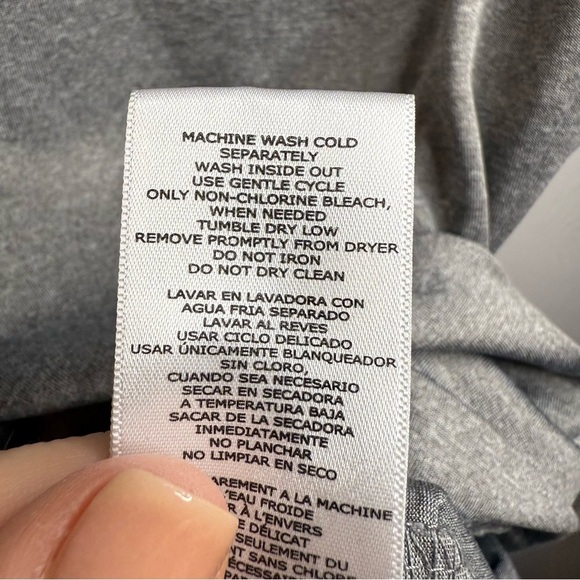 MACHINE WASH COLD
SEPARATELY
WASH INSIDE OUT
USE GENTLE CYCLE
ONLY NON-CHLORINE BLEACH,
WHEN NEEDED
TUMBLE DRY LOW
REMOVE PROMPTLY FROM DRYER
DO NOT IRON
DO NOT DRY CLEAN
LAVAR EN LAVADORA CON
AGUA FRIA SEPARADO
LAVAR AL REVES
USAR CICLO DELICADO
USAR ÚNICAMENTE BLANQUEADOR
SIN CLORO,
CUANDO SEA NECESARIO
SECAR EN SECADORA
A TEMPERATURA BAJA
SACAR DE LA SECADORA
INMEDIATAMENTE
NO PLANCHAR
NO LIMPIAR EN SECO
A LA MACHINE
FROIDE
À L'ENVERS
DÉLICAT
SEULEMENT DU
SANS CHLORE